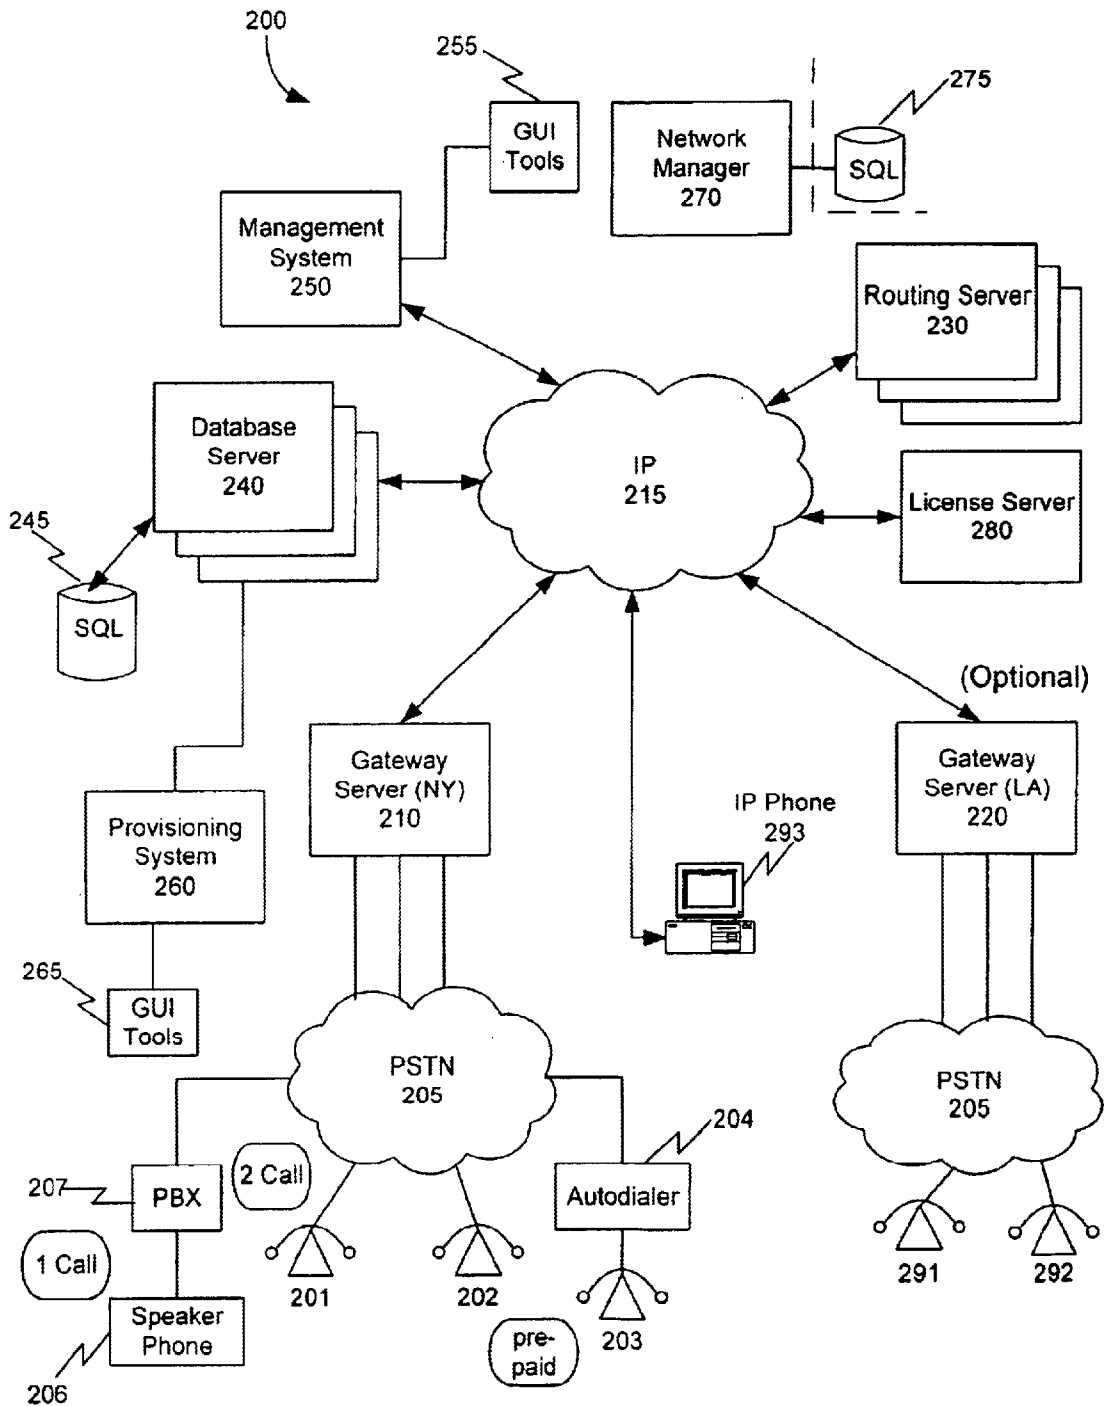 200
255
275
GUI
Tools
Network
Manager
270
SQL
Management
System
250
Routing Server
230
Database
Server
240
IP
215
License Server
280
245
SQL
(Optional)
Gateway
Server (NY)
210
Gateway
Server (LA)
220
IP Phone
293
Provisioning
System
260
265
GUI
Tools
PSTN
205
PSTN
205
204
2 Call
207
PBX
Autodialer
1 Call
201
202
291
292
Speaker
Phone
203
pre-
paid
206